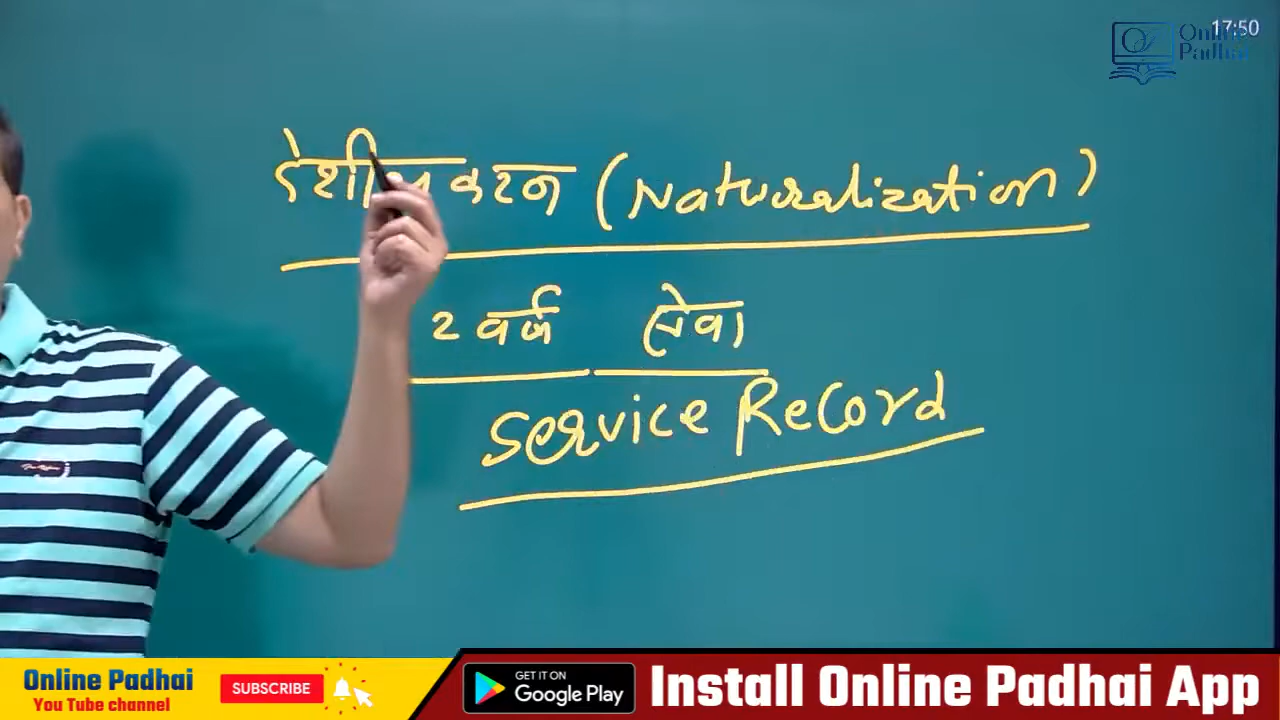 17:50
Online
Padhai
देशीयकरण (Naturalization)
2 वर्ष सेवा
Service Record
Online Padhai
You Tube channel
SUBSCRIBE
GET IT ON
Google Play
Install Online Padhai App